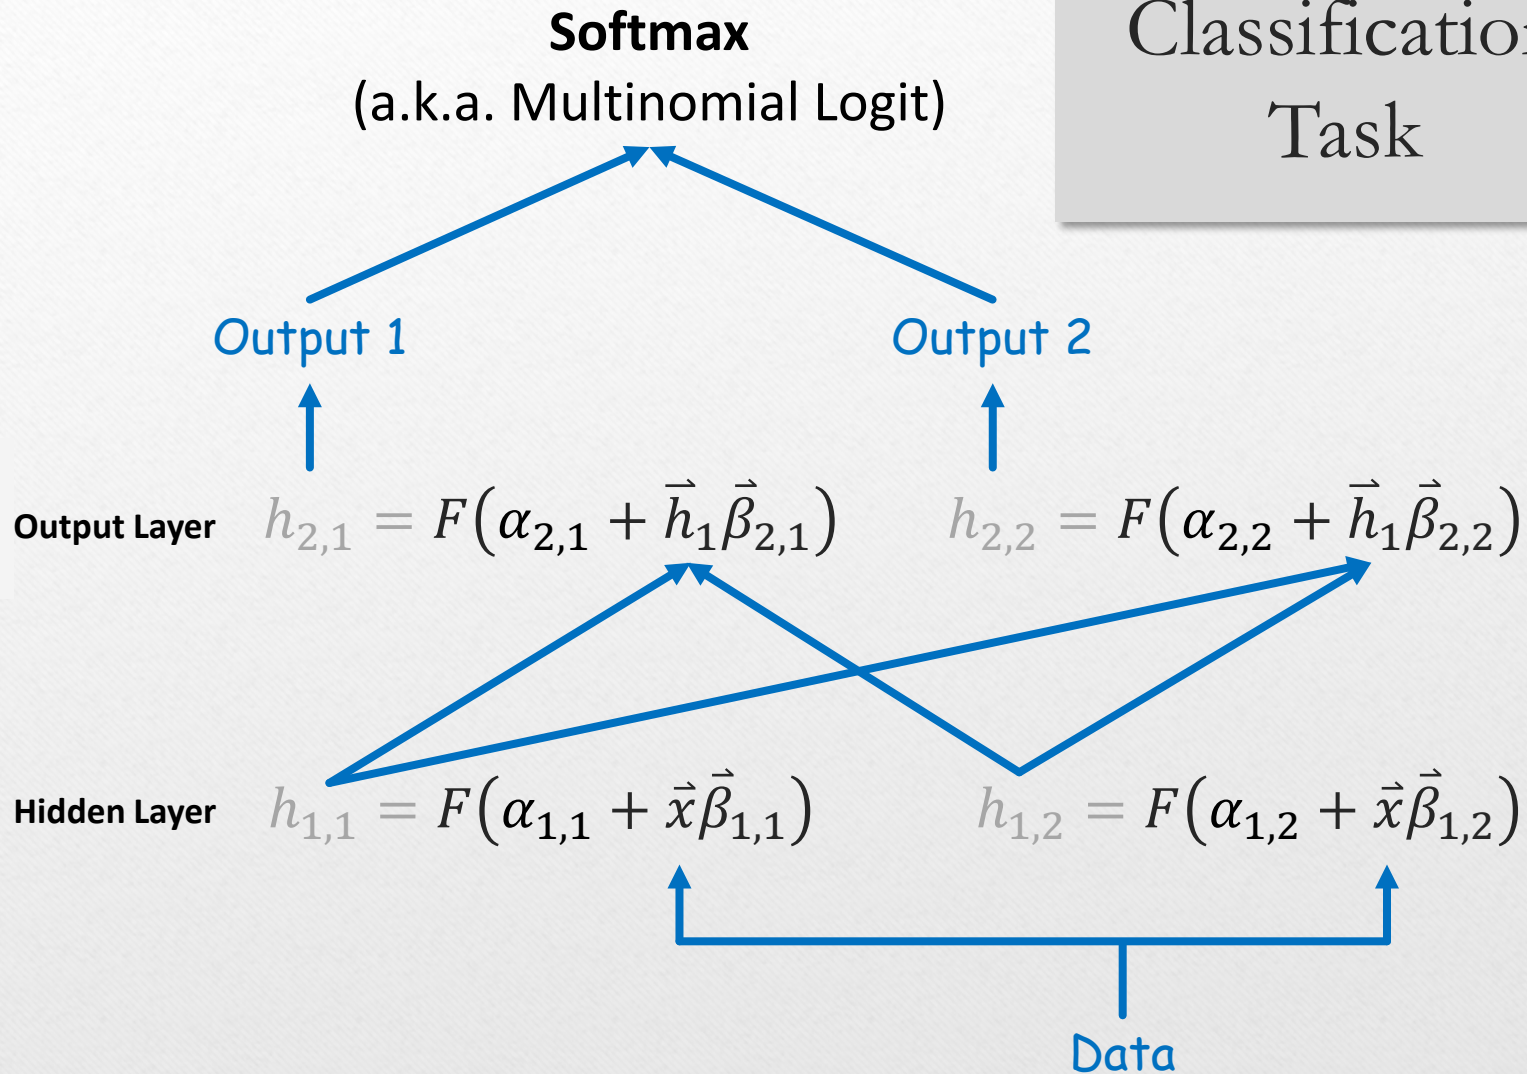 Softmax
(a.k.a. Multinomial Logit)
Classification
Task
Output 1
Output 2
Output Layer
h₂,₁ = F(α₂,₁ + h⃗₁β⃗₂,₁)
h₂,₂ = F(α₂,₂ + h⃗₁β⃗₂,₂)
Hidden Layer
h₁,₁ = F(α₁,₁ + x⃗β⃗₁,₁)
h₁,₂ = F(α₁,₂ + x⃗β⃗₁,₂)
Data